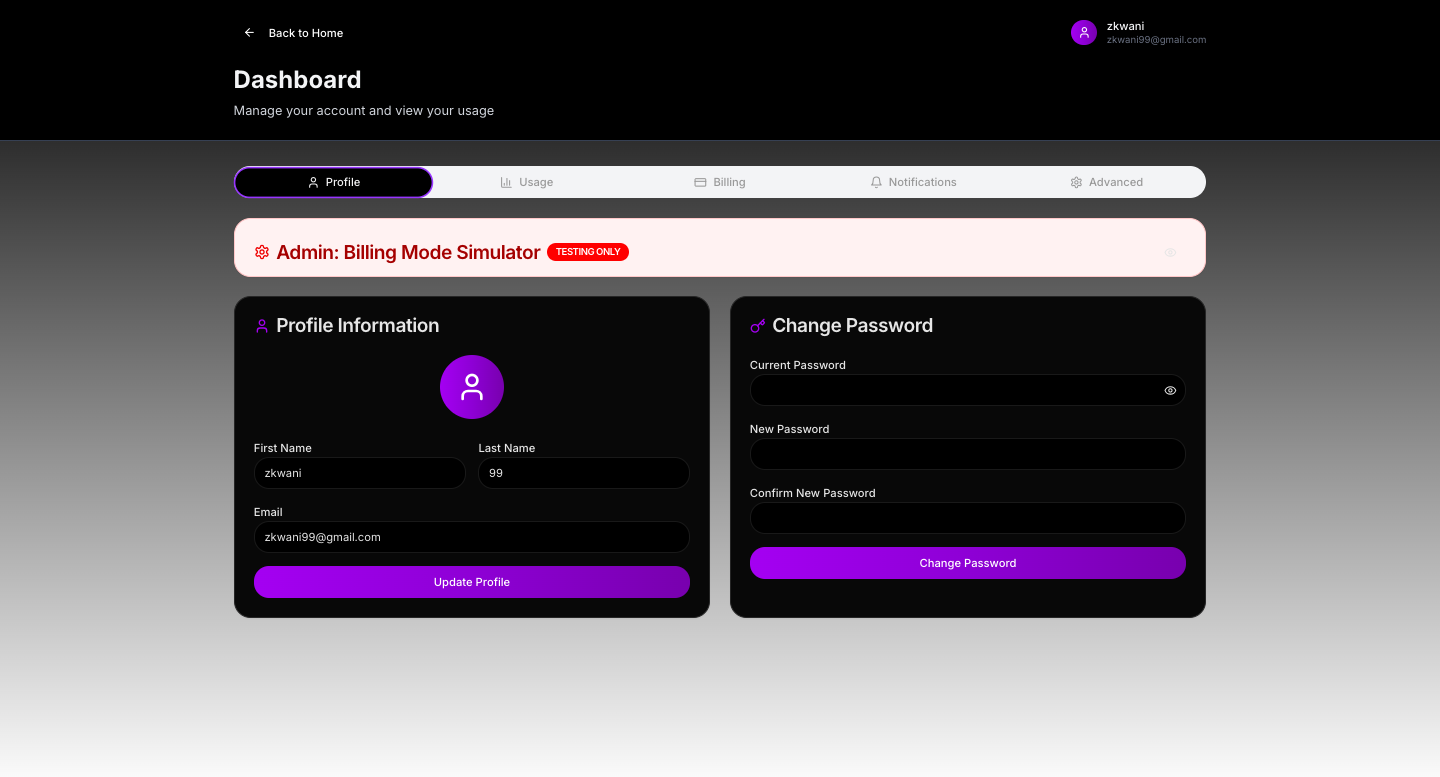 Back to Home
zkwani
zkwani99@gmail.com
Dashboard
Manage your account and view your usage
Profile
Usage
Billing
Notifications
Advanced
Admin: Billing Mode Simulator TESTING ONLY
Profile Information
First Name
Last Name
zkwani
99
Email
zkwani99@gmail.com
Update Profile
Change Password
Current Password
New Password
Confirm New Password
Change Password